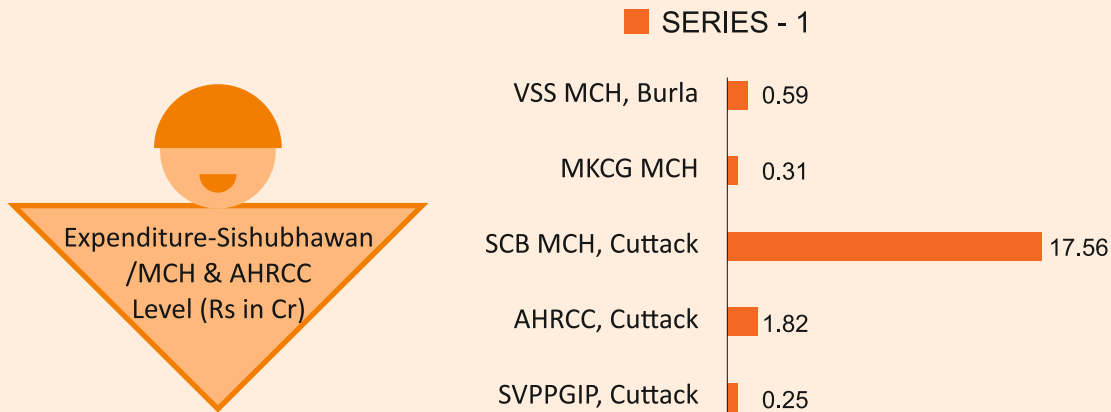 SERIES - 1
Expenditure-Sishubhawan
/MCH & AHRCC
Level (Rs in Cr)
VSS MCH, Burla 0.59
MKCG MCH 0.31
SCB MCH, Cuttack 17.56
AHRCC, Cuttack 1.82
SVPPGIP, Cuttack 0.25